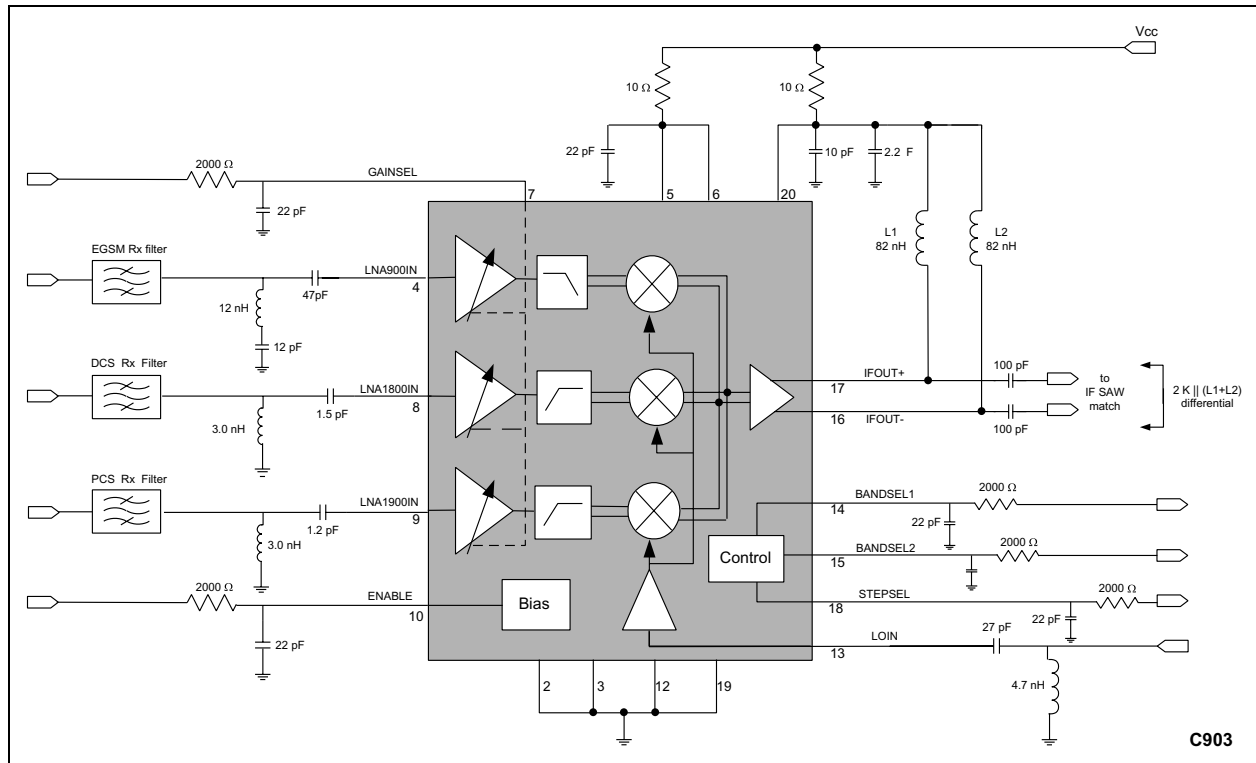 Vcc
10 Ω
10 Ω
22 pF
10 pF
2.2 F
2000 Ω
GAINSEL
7
5
6
20
22 pF
L1
82 nH
L2
82 nH
EGSM Rx filter
LNA900IN
4
47pF
12 nH
12 pF
DCS Rx Filter
LNA1800IN
8
1.5 pF
3.0 nH
100 pF
IFOUT+
17
16
IFOUT-
100 pF
to
IF SAW
match
2 K || (L1+L2)
differential
PCS Rx Filter
LNA1900IN
9
1.2 pF
3.0nH
BANDSEL1
14
2000 Ω
22 pF
BANDSEL2
15
2000 Ω
Control
STEPSEL
18
2000 Ω
22 pF
2000 Ω
ENABLE
10
Bias
22 pF
LOIN
13
27 pF
4.7 nH
2
3
12
19
C903